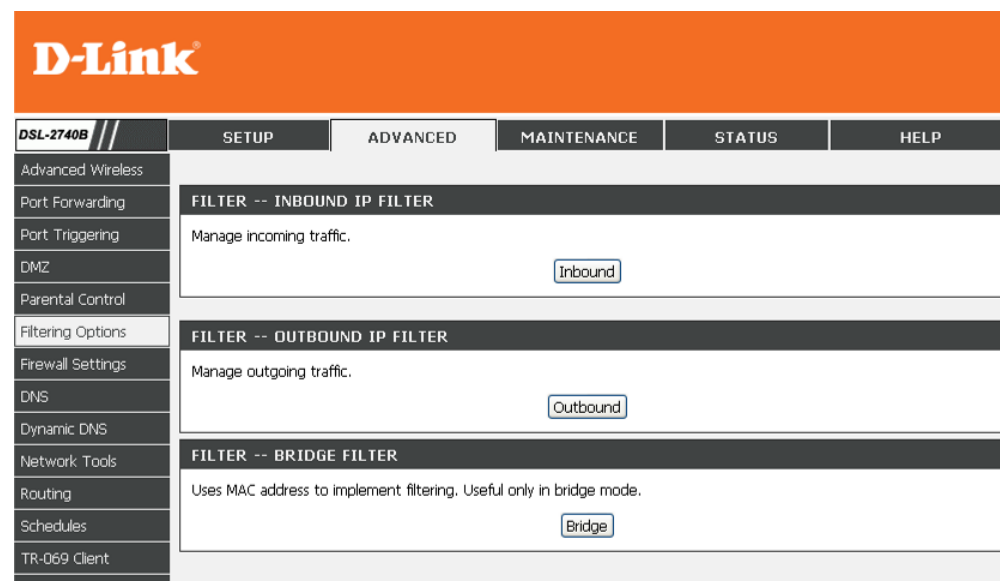 D-Link®
DSL-2740B
SETUP
ADVANCED
MAINTENANCE
STATUS
HELP
Advanced Wireless
Port Forwarding
Port Triggering
DMZ
Parental Control
Filtering Options
Firewall Settings
DNS
Dynamic DNS
Network Tools
Routing
Schedules
TR-069 Client
FILTER -- INBOUND IP FILTER
Manage incoming traffic.
Inbound
FILTER -- OUTBOUND IP FILTER
Manage outgoing traffic.
Outbound
FILTER -- BRIDGE FILTER
Uses MAC address to implement filtering. Useful only in bridge mode.
Bridge